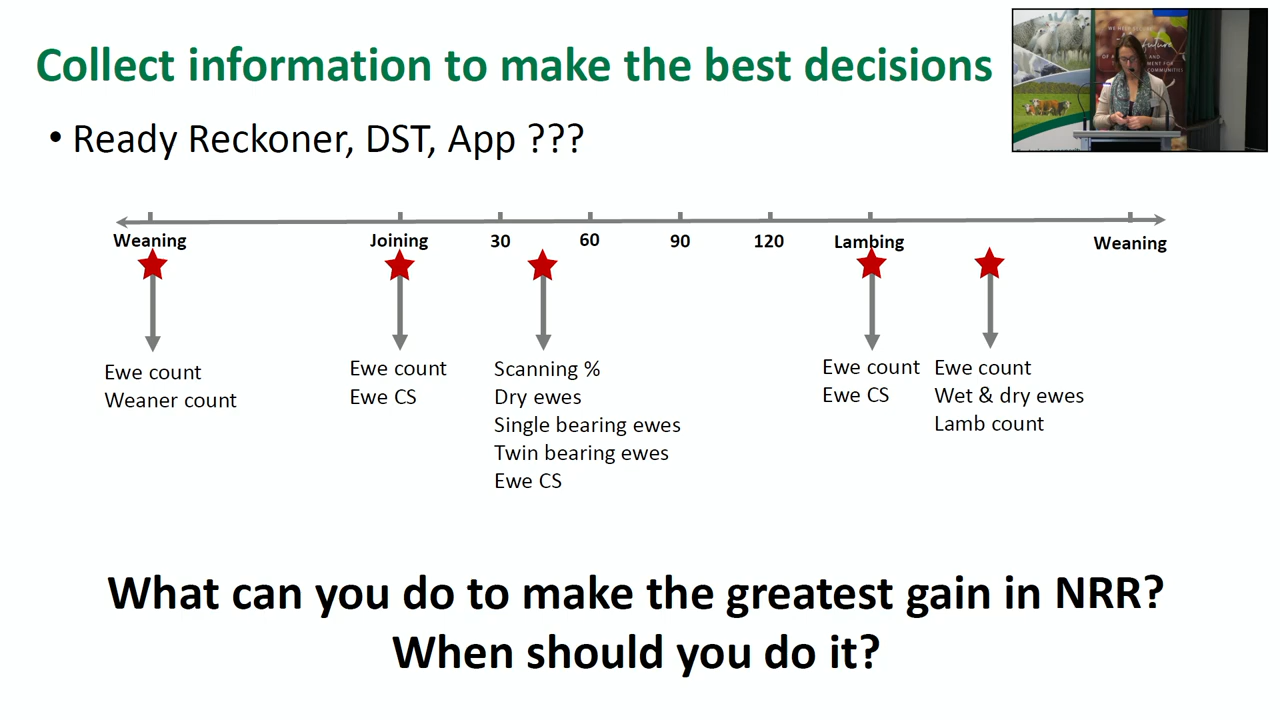 Collect information to make the best decisions
• Ready Reckoner, DST, App ???
Weaning Joining 30 60 90 120 Lambing Weaning
Ewe count
Weaner count
Ewe count
Ewe CS
Scanning %
Dry ewes
Single bearing ewes
Twin bearing ewes
Ewe CS
Ewe count
Ewe CS
Ewe count
Wet & dry ewes
Lamb count
What can you do to make the greatest gain in NRR?
When should you do it?